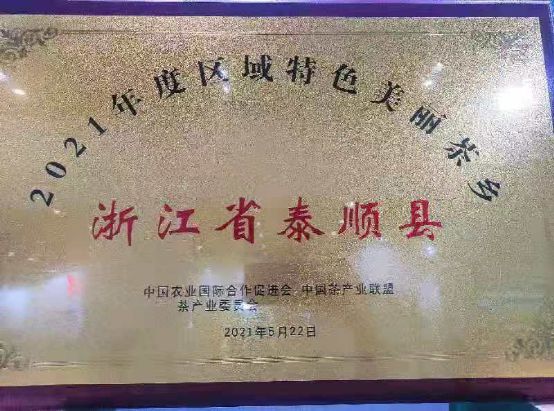 2021年度区域特色美丽茶乡
浙江省泰顺县
中国农业国际合作促进会 中国茶产业联盟
茶产业委员会
2021年5月22日